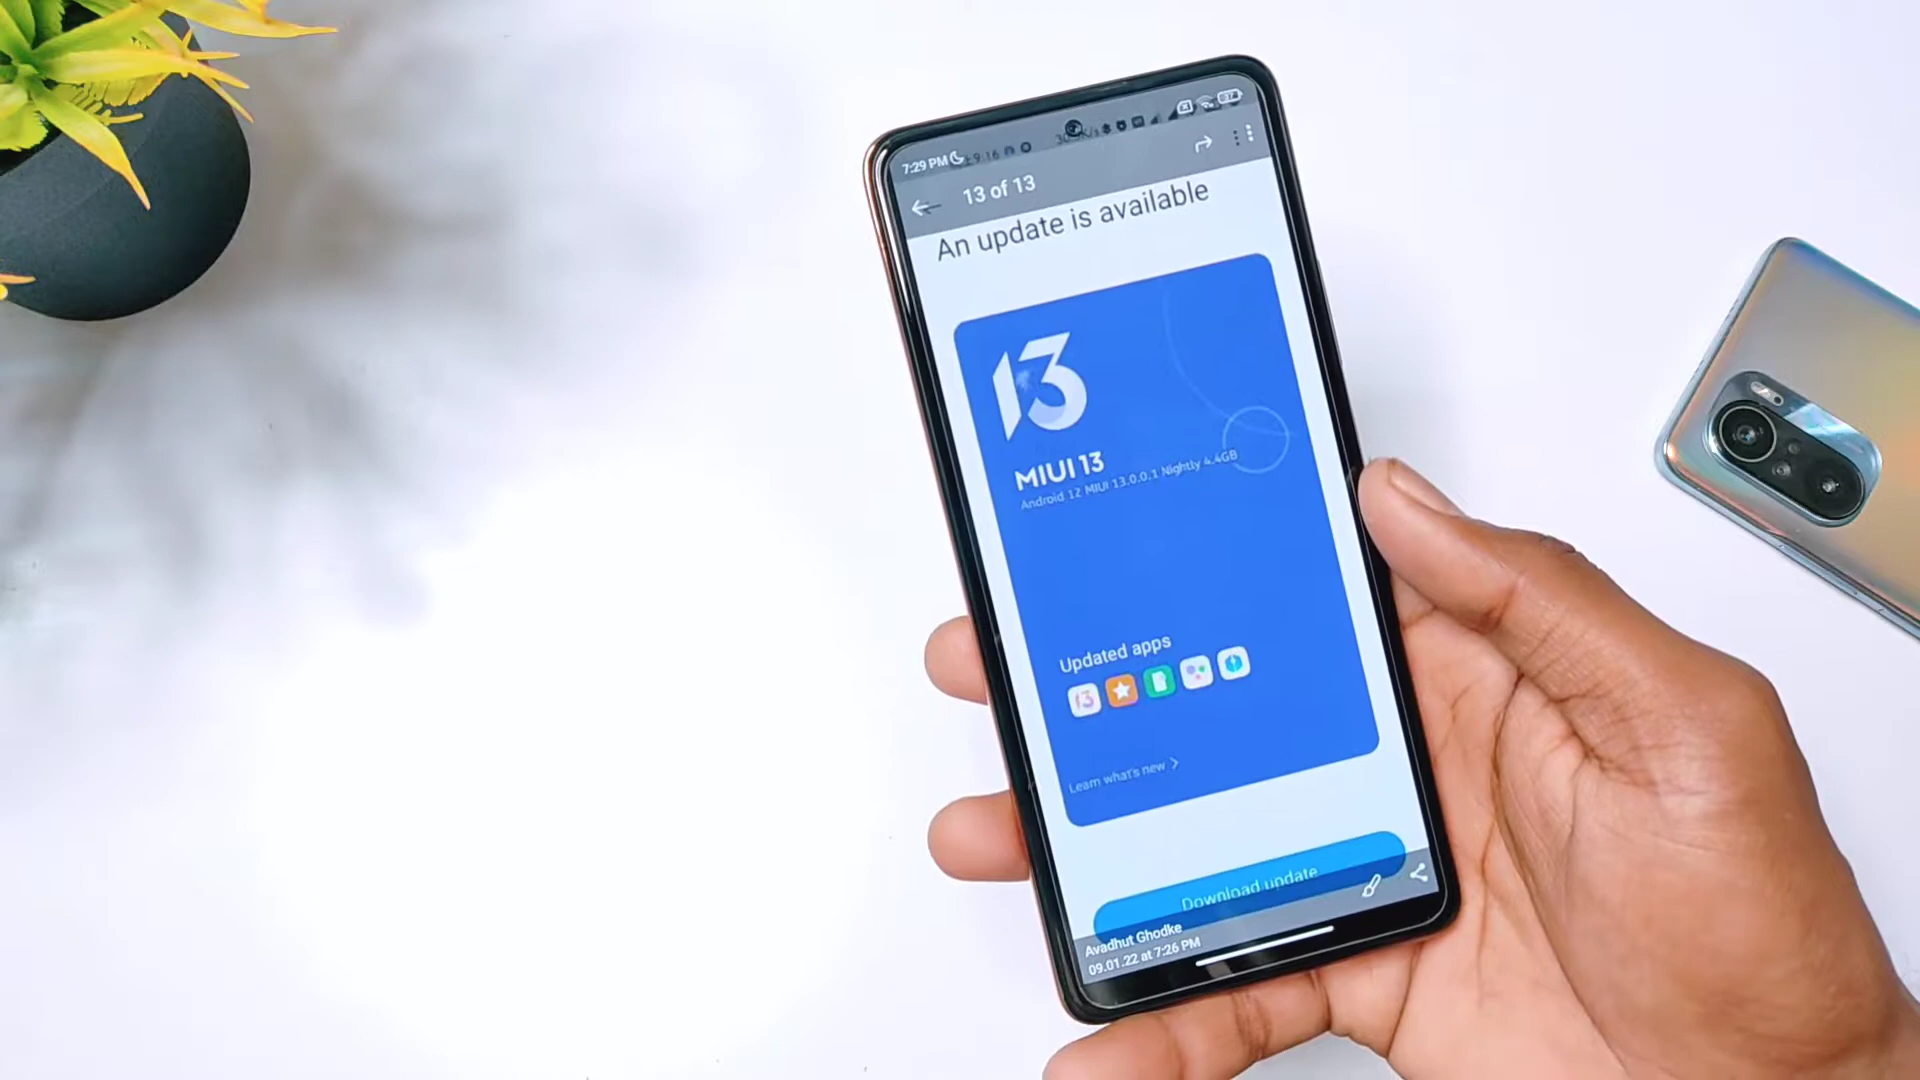 7:29 PM
37
13 of 13
An update is available
13
MIUI 13
Android 12 MIUI 13.0.0.1 Nightly 4.4GB
Updated apps
13
Learn what's new
Download update
Avadhut Ghodke
09.01.22 at 7:26 PM